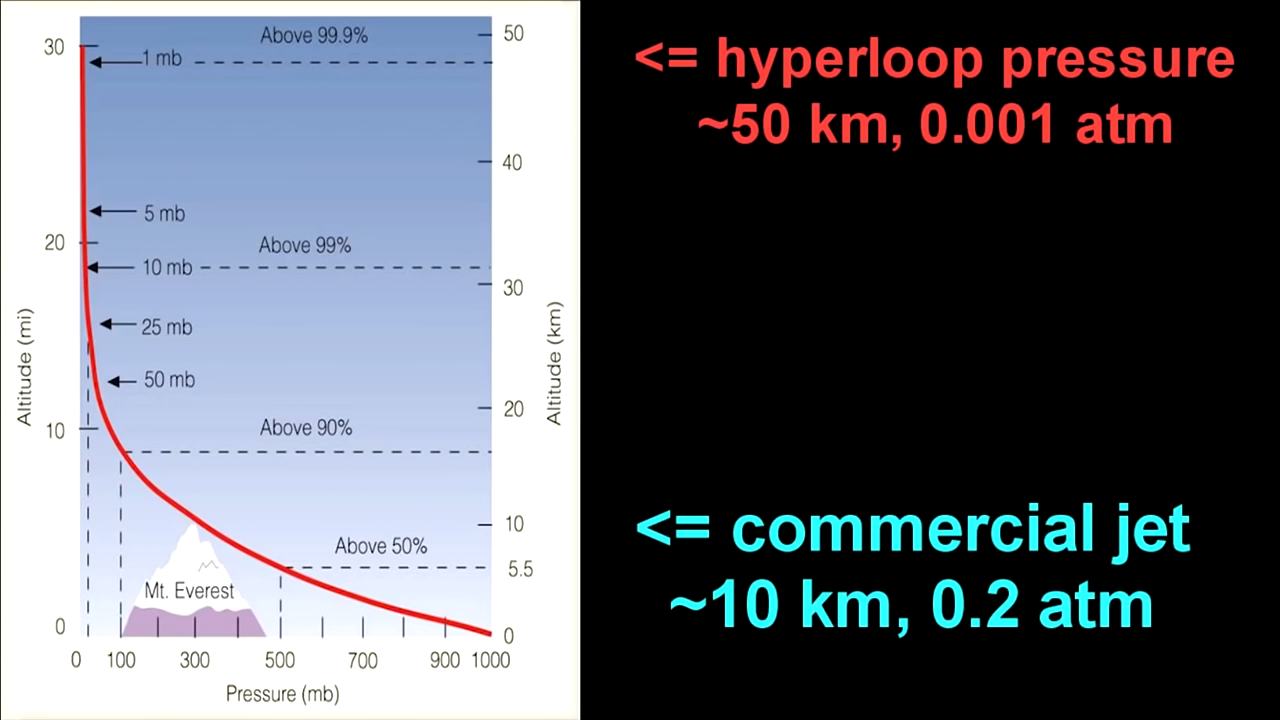 Above 99.9%
30
50
1 mb
<= hyperloop pressure
~50 km, 0.001 atm
40
5 mb
20
Above 99%
10 mb
30
25 mb
Altitude (mi)
Altitude (km)
50 mb
20
10
Above 90%
10
Above 50%
5.5
<= commercial jet
~10 km, 0.2 atm
Mt. Everest
0
0
0 100 300 500 700 900 1000
Pressure (mb)